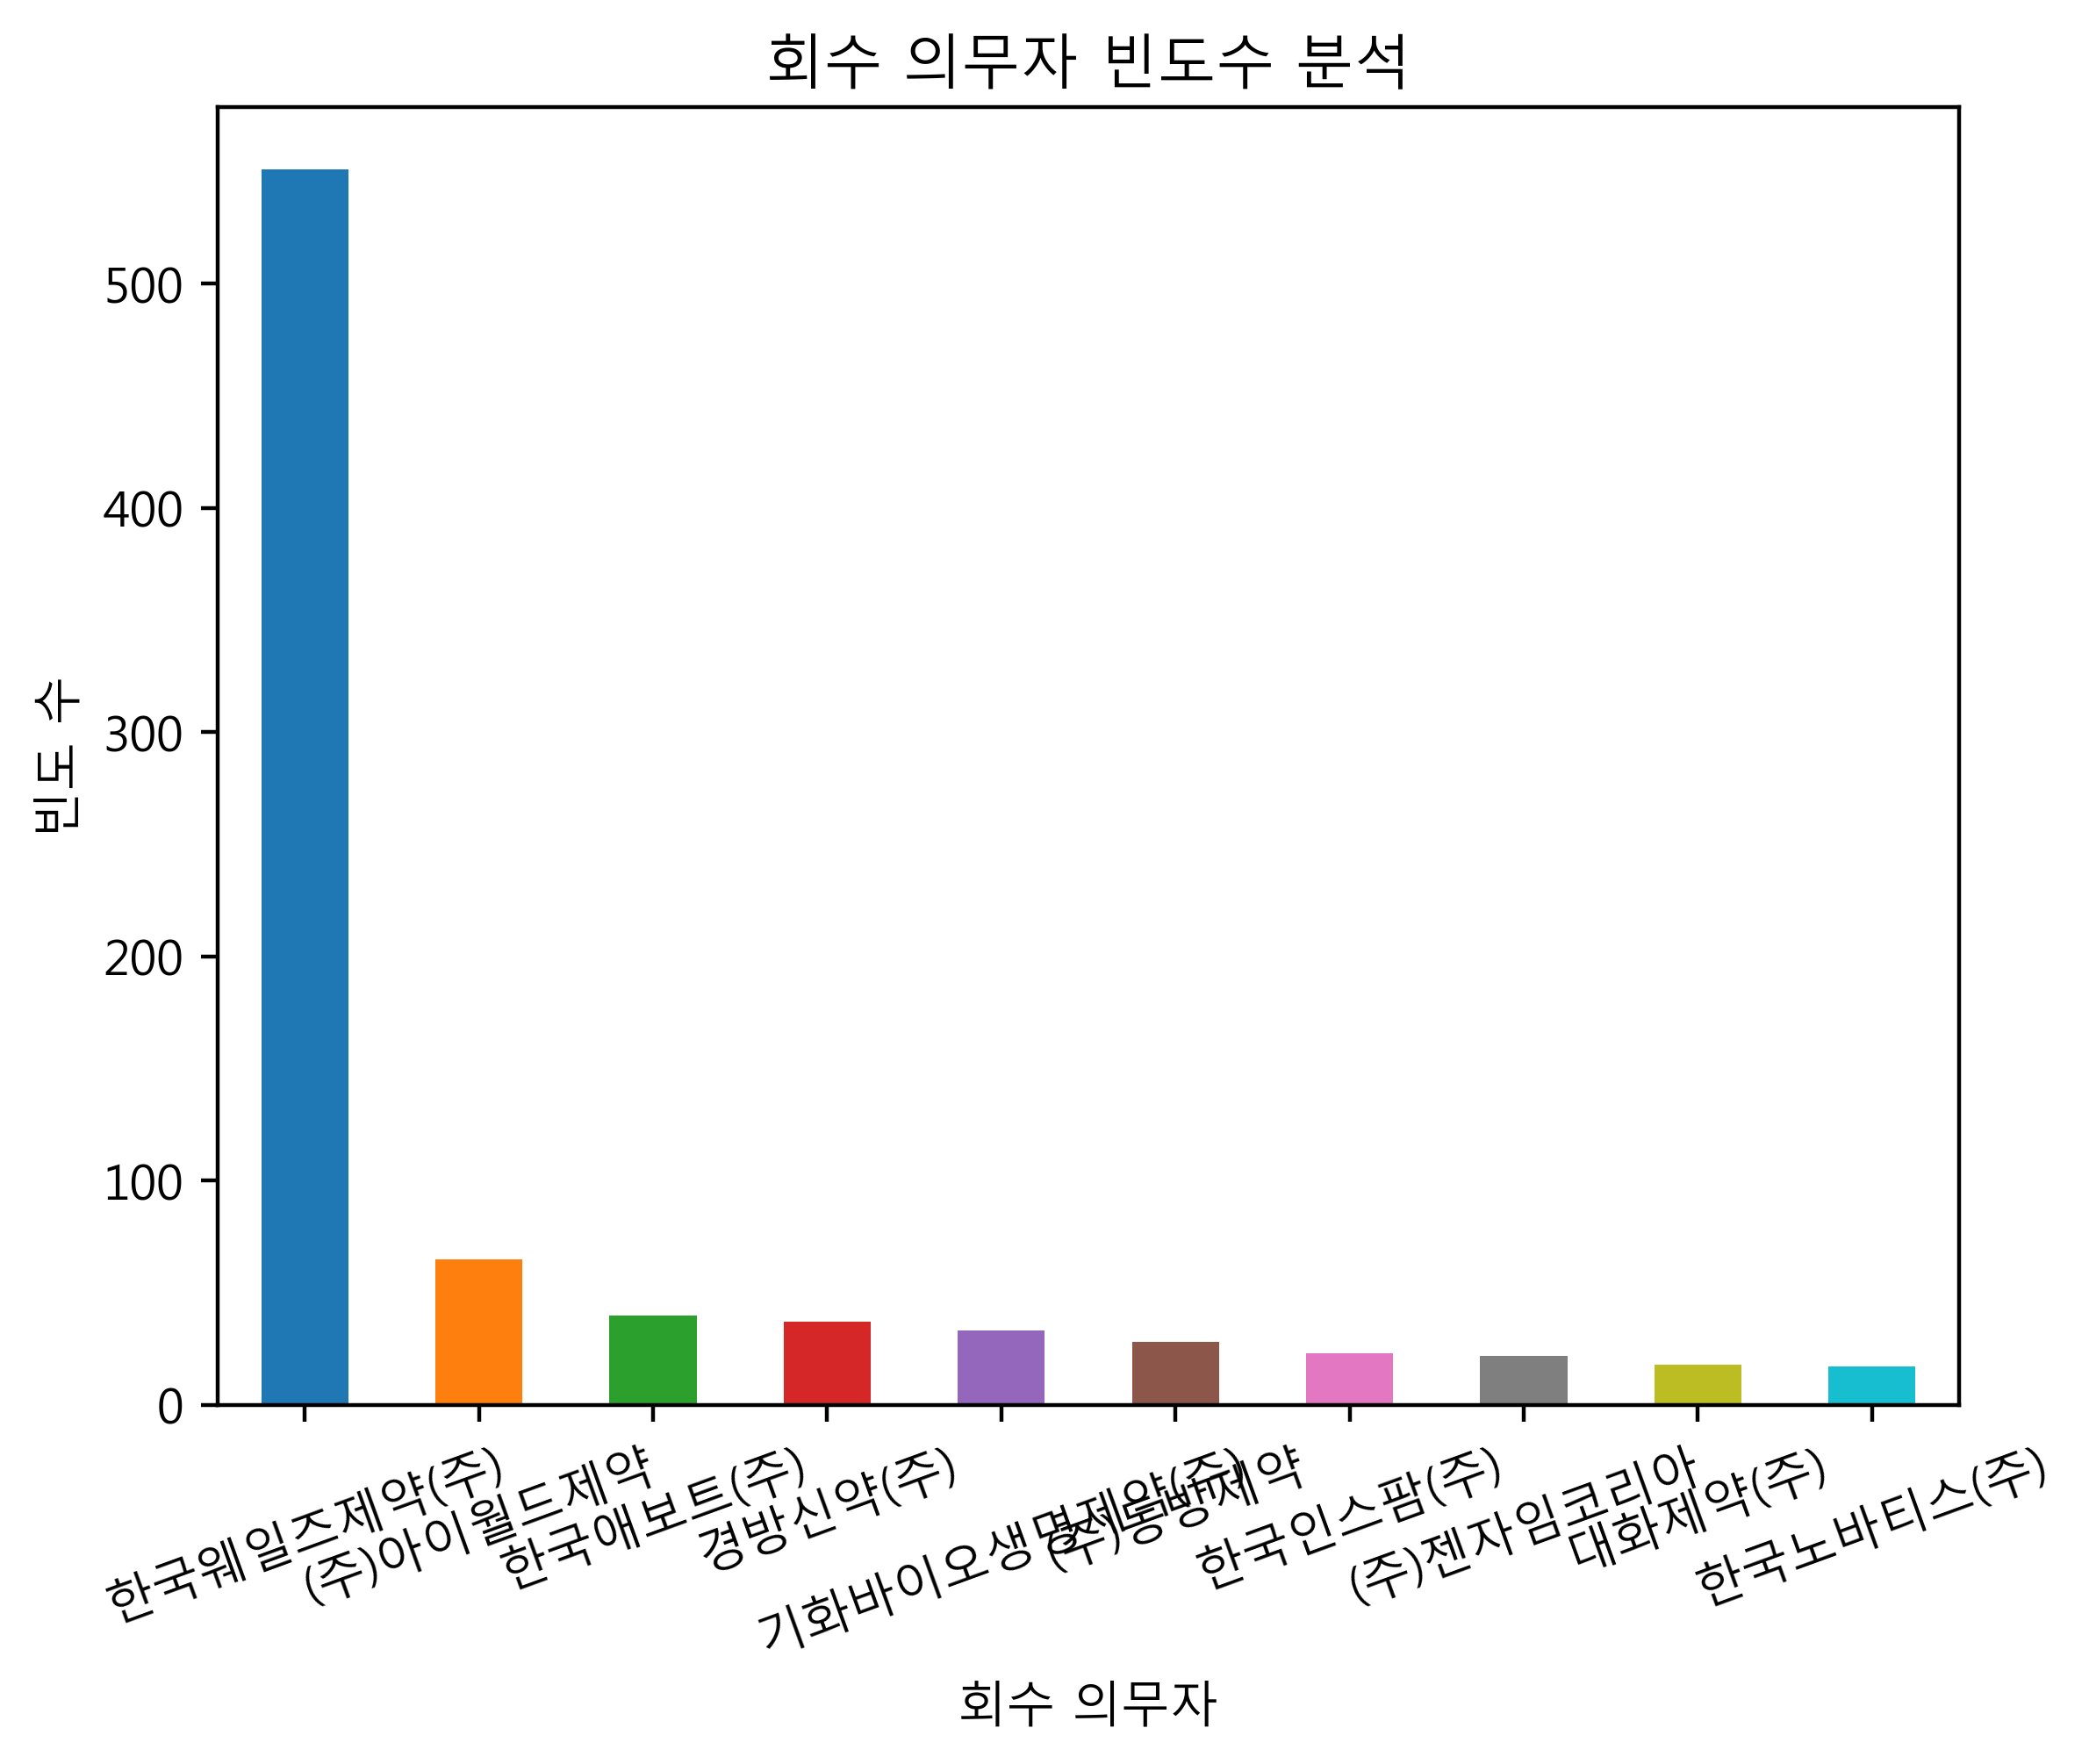 회수 의무자 빈도수 분석
빈도 수
500
400
300
200
100
0
한국웨일즈제약(주)
(주)아이월드제약
한국애보트(주)
경방신약(주)
기화바이오생명제약(주)
한국인스팜(주)
(주)젠자임코리아
대화제약(주)
한국노바티스(주)
회수 의무자